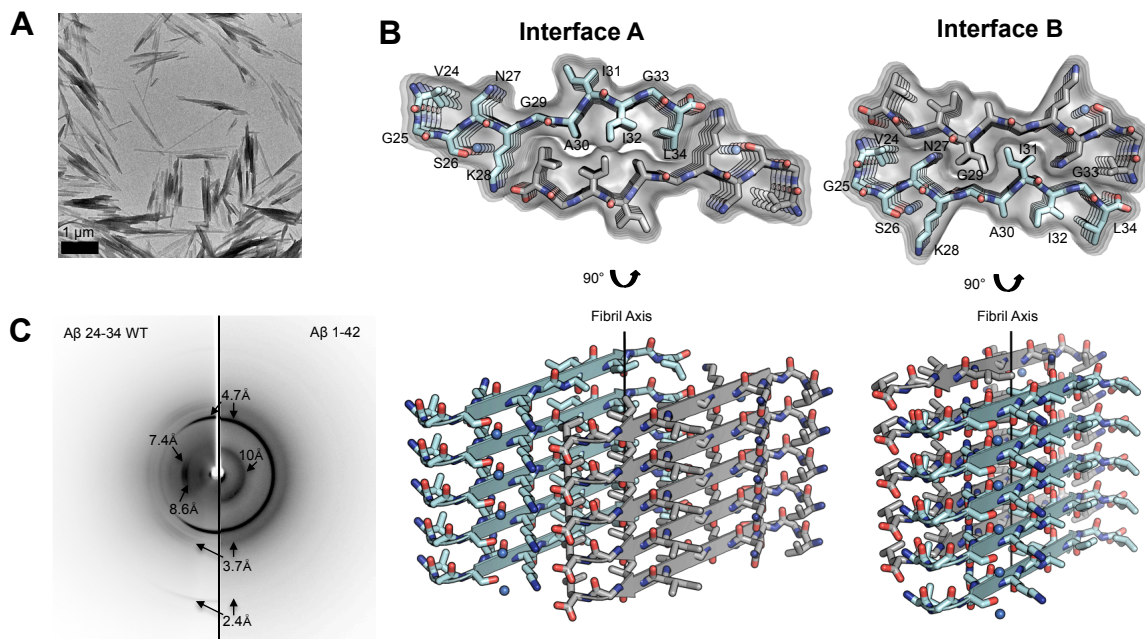 A
1 µm
B
Interface A
V24
N27
I31
G33
G29
G25
A30
I32
S26
L34
K28
90°
Fibril Axis
Interface B
V24
N27
I31
G29
G33
G25
S26
A30
I32
L34
K28
90°
Fibril Axis
C
Aβ 24-34 WT
Aβ 1-42
4.7Å
7.4Å
10Å
8.6Å
3.7Å
2.4Å